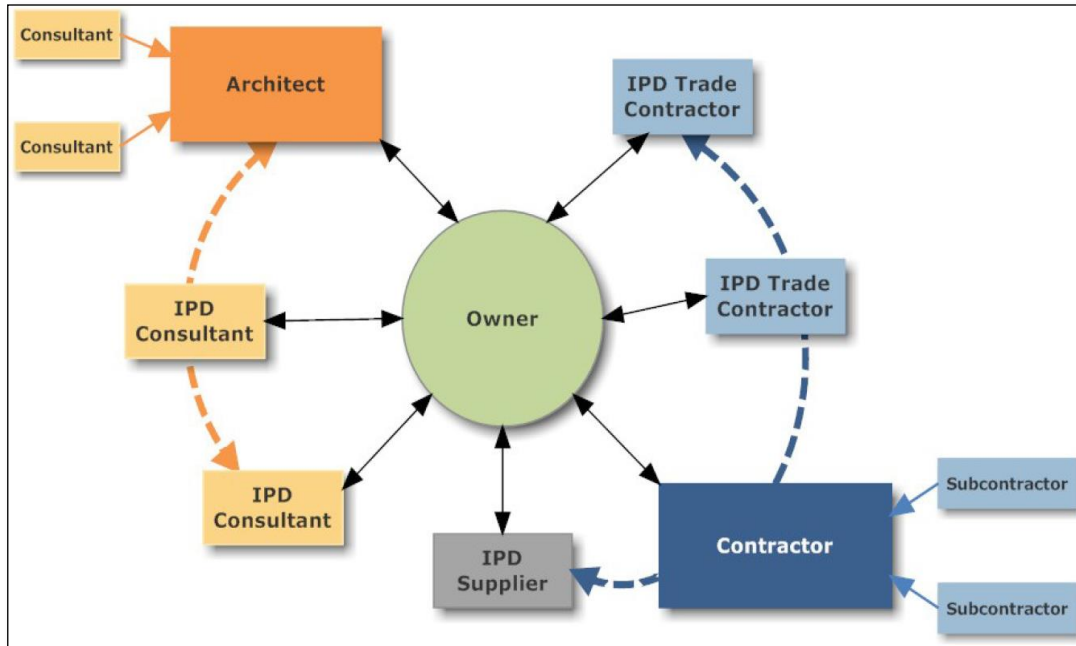 Consultant
Architect
Consultant
IPD Trade
Contractor
IPD
Consultant
Owner
IPD Trade
Contractor
IPD
Consultant
IPD
Supplier
Contractor
Subcontractor
Subcontractor